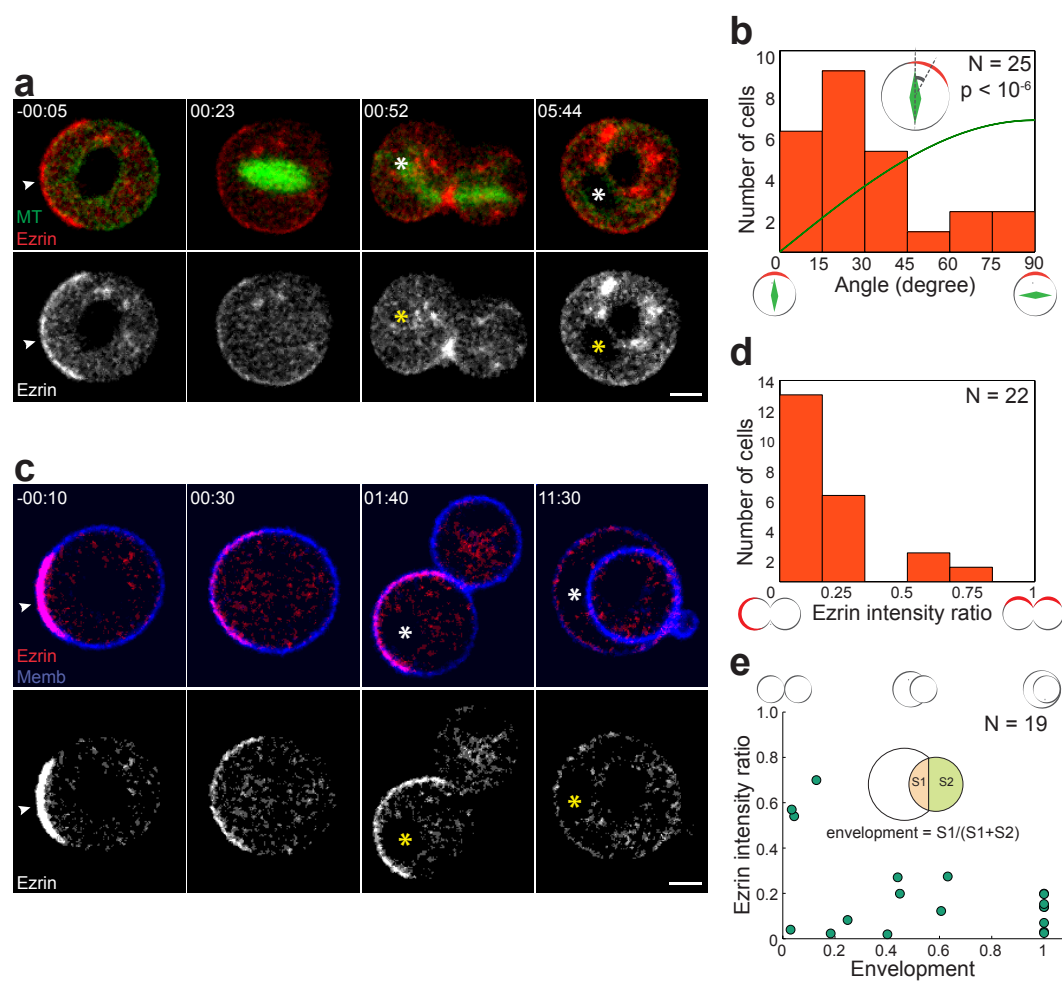 a
-00:05
00:23
00:52
05:44
*
*
MT
Ezrin
*
*
Ezrin
b
10
8
6
4
2
Number of cells
N = 25
p < 10⁻⁶
0
15
30
45
60
75
90
Angle (degree)
c
-00:10
00:30
01:40
11:30
*
*
Ezrin
Memb
*
*
Ezrin
d
14
12
10
8
6
4
2
0
Number of cells
N = 22
0.25
0.5
0.75
1
Ezrin intensity ratio
e
N = 19
1.0
0.8
0.6
0.4
0.2
0
Ezrin intensity ratio
S1
S2
envelopment = S1/(S1+S2)
0
0.2
0.4
0.6
0.8
1
Envelopment